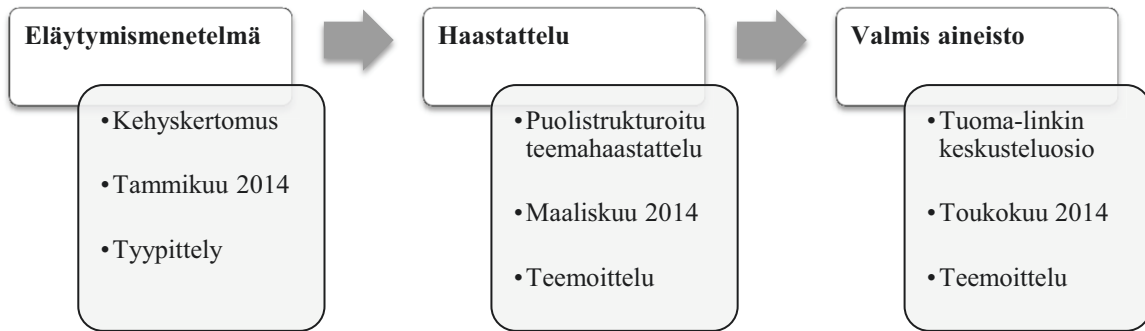 Eläytymismenetelmä
•Kehyskertomus
•Tammikuu 2014
•Tyypittely
Haastattelu
•Puolistrukturoitu
teemahaastattelu
•Maaliskuu 2014
•Teemoittelu
Valmis aineisto
•Tuoma-linkin
keskusteluosio
•Toukokuu 2014
•Teemoittelu